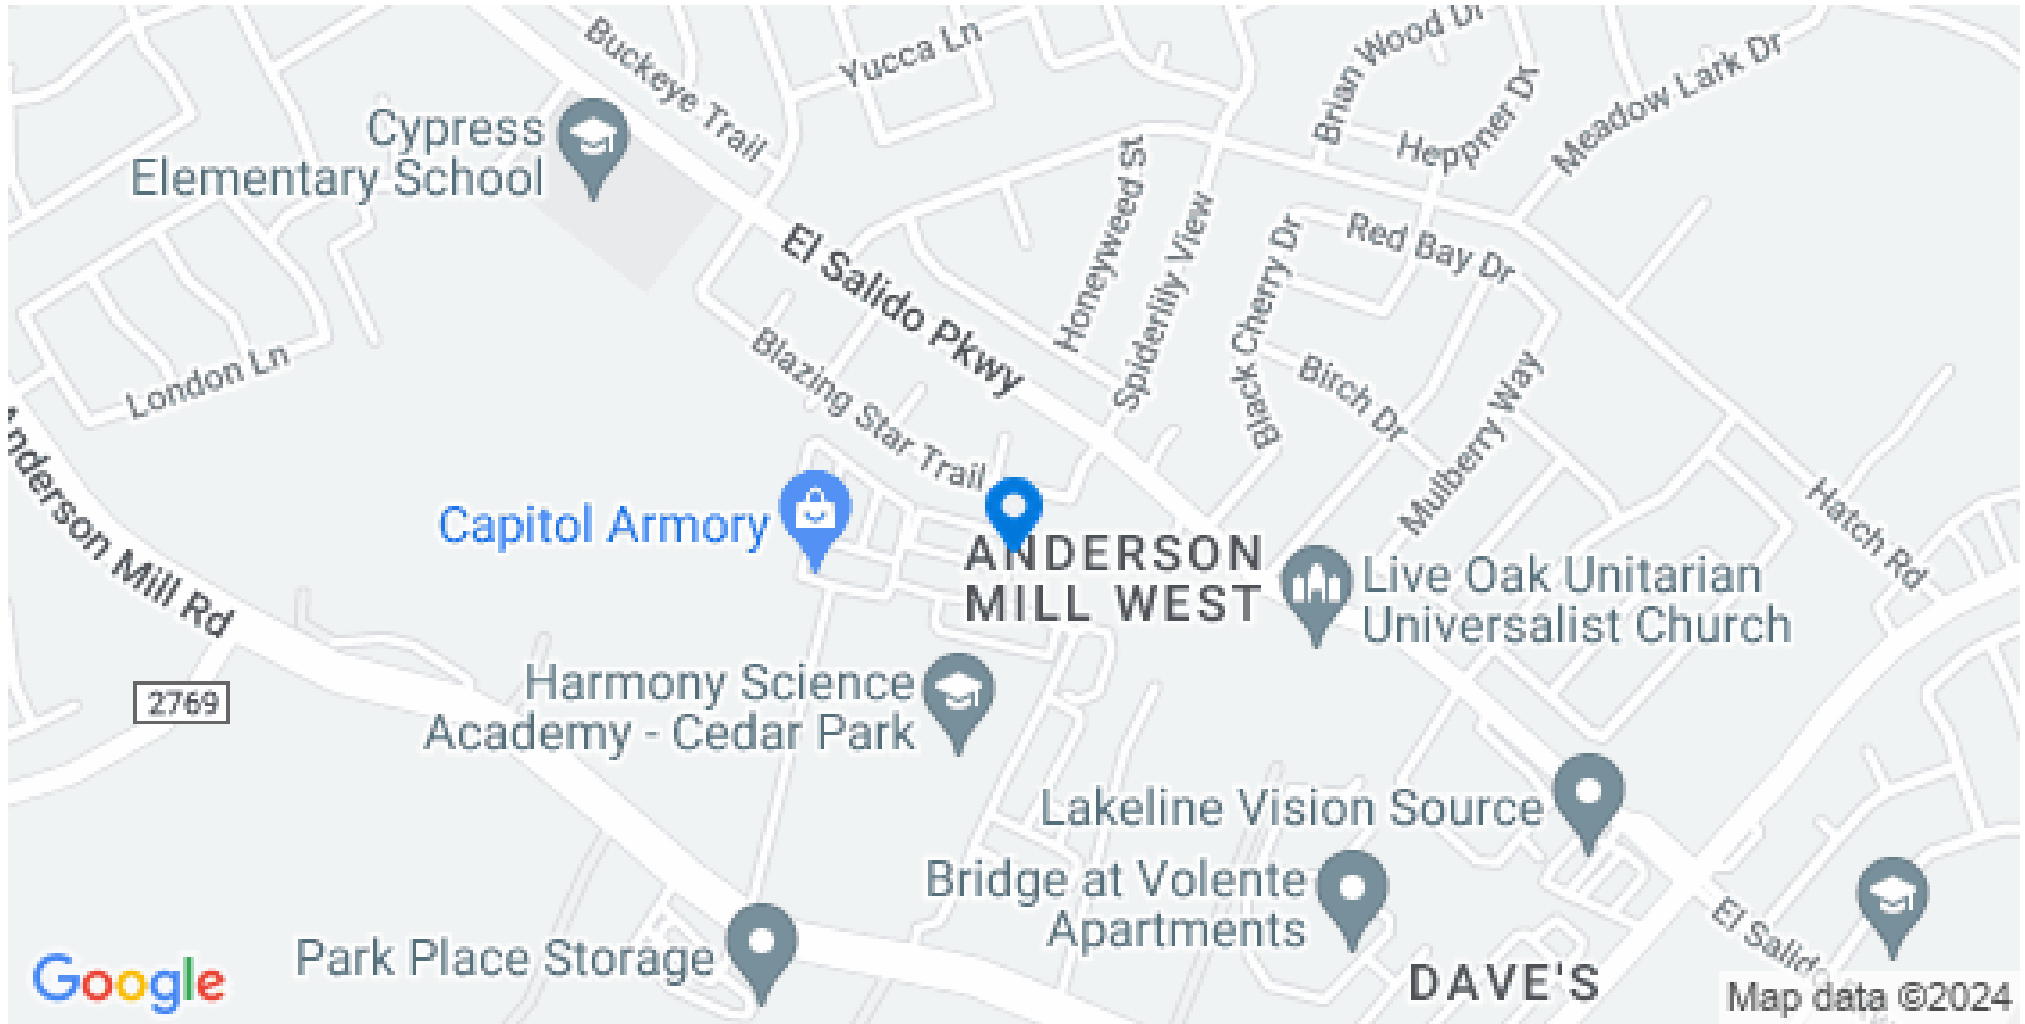 Buckeye Trail
Yucca Ln
Brian Wood Dr
Heppner Dr
Meadow Lark Dr
Cypress
Elementary School
El Salido Pkwy
Honeyweed St
Spiderlily View
Black Cherry Dr
Red Bay Dr
Birch Dr
Mulberry Way
London Ln
Blazing Star Trail
Hatch Rd
Anderson Mill Rd
Capitol Armory
ANDERSON
MILL WEST
Live Oak Unitarian
Universalist Church
2769
Harmony Science
Academy - Cedar Park
Lakeline Vision Source
Bridge at Volente
Apartments
Park Place Storage
DAVE'S
El Salido
Google
Map data ©2024